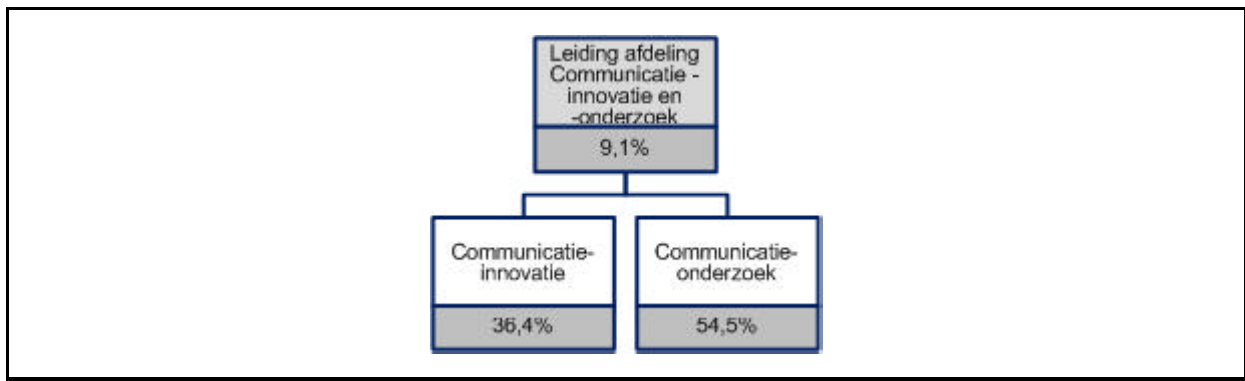 Leiding afdeling
Communicatie -
innovatie en
-onderzoek
9,1%
Communicatie-
innovatie
36,4%
Communicatie-
onderzoek
54,5%